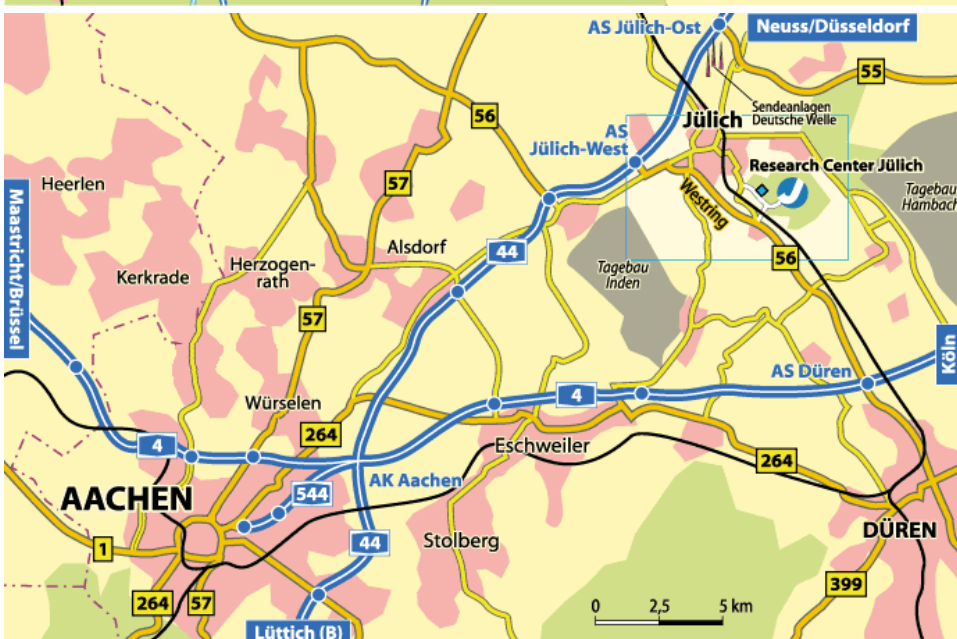 AS Jülich-Ost
Neuss/Düsseldorf
55
Sendeanlagen
Deutsche Welle
56
Jülich
AS
Jülich-West
Research Center Jülich
Heerlen
57
Westring
Tagebau
Hambach
Maastricht/Brüssel
Alsdorf
44
Kerkrade
Herzogen-
rath
Tagebau
Inden
56
57
Köln
AS Düren
4
Würselen
264
4
Eschweiler
264
AK Aachen
AACHEN
544
DÜREN
1
44
Stolberg
264
57
399
0 2,5 5 km
Lüttich (B)